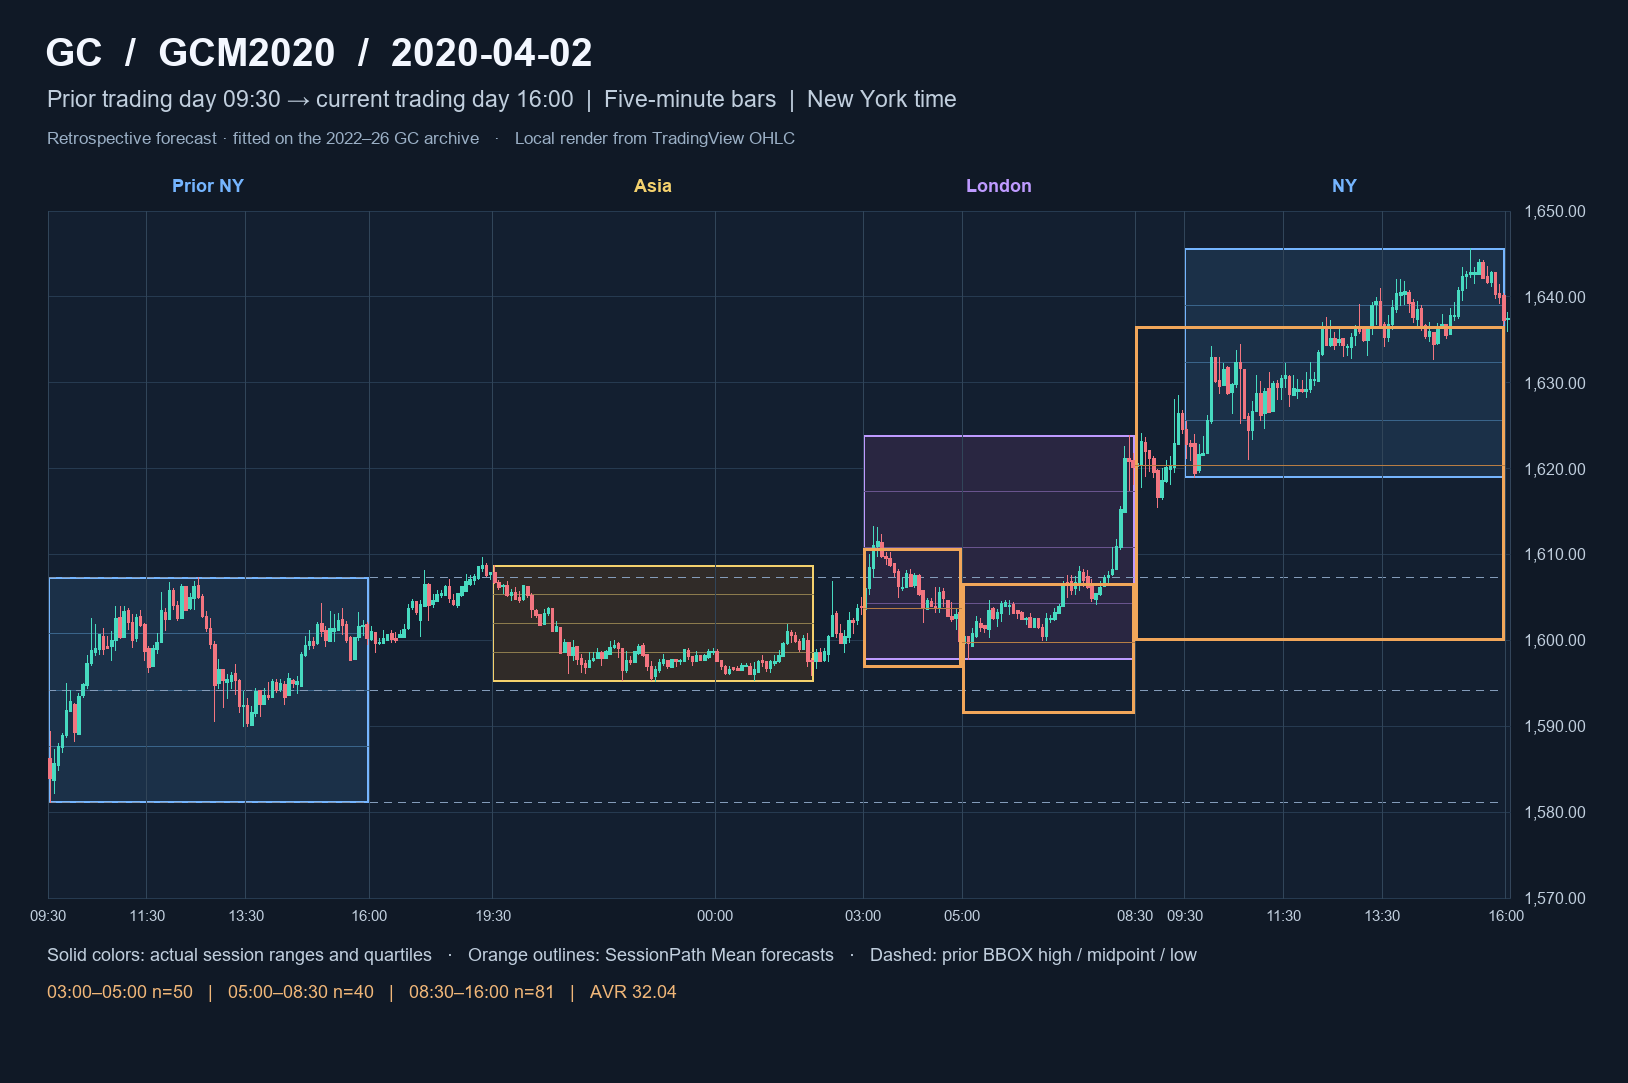 GC / GCM2020 / 2020-04-02
Prior trading day 09:30 → current trading day 16:00 | Five-minute bars | New York time
Retrospective forecast · fitted on the 2022–26 GC archive · Local render from TradingView OHLC
Prior NY Asia London NY
1,650.00
1,640.00
1,630.00
1,620.00
1,610.00
1,600.00
1,590.00
1,580.00
1,570.00
09:30 11:30 13:30 16:00 19:30 00:00 03:00 05:00 08:30 09:30 11:30 13:30 16:00
Solid colors: actual session ranges and quartiles · Orange outlines: SessionPath Mean forecasts · Dashed: prior BBOX high / midpoint / low
03:00–05:00 n=50 | 05:00–08:30 n=40 | 08:30–16:00 n=81 | AVR 32.04